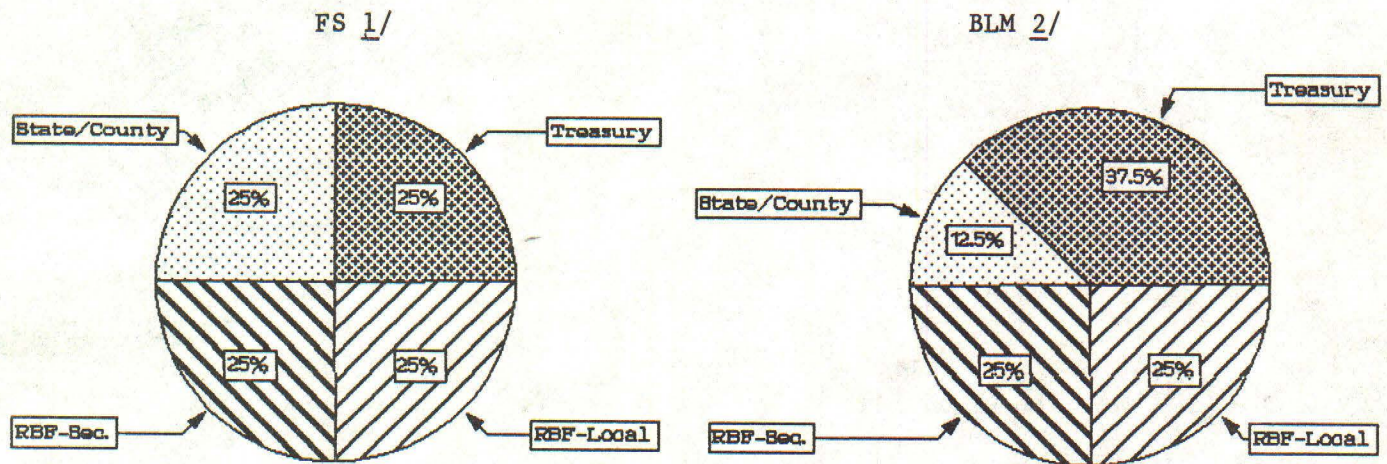 FS 1/
BLM 2/
State/County
Treasury
25%
25%
25%
25%
RBF-Sec.
RBF-Local
Treasury
State/County
37.5%
12.5%
25%
25%
RBF-Sec.
RBF-Local